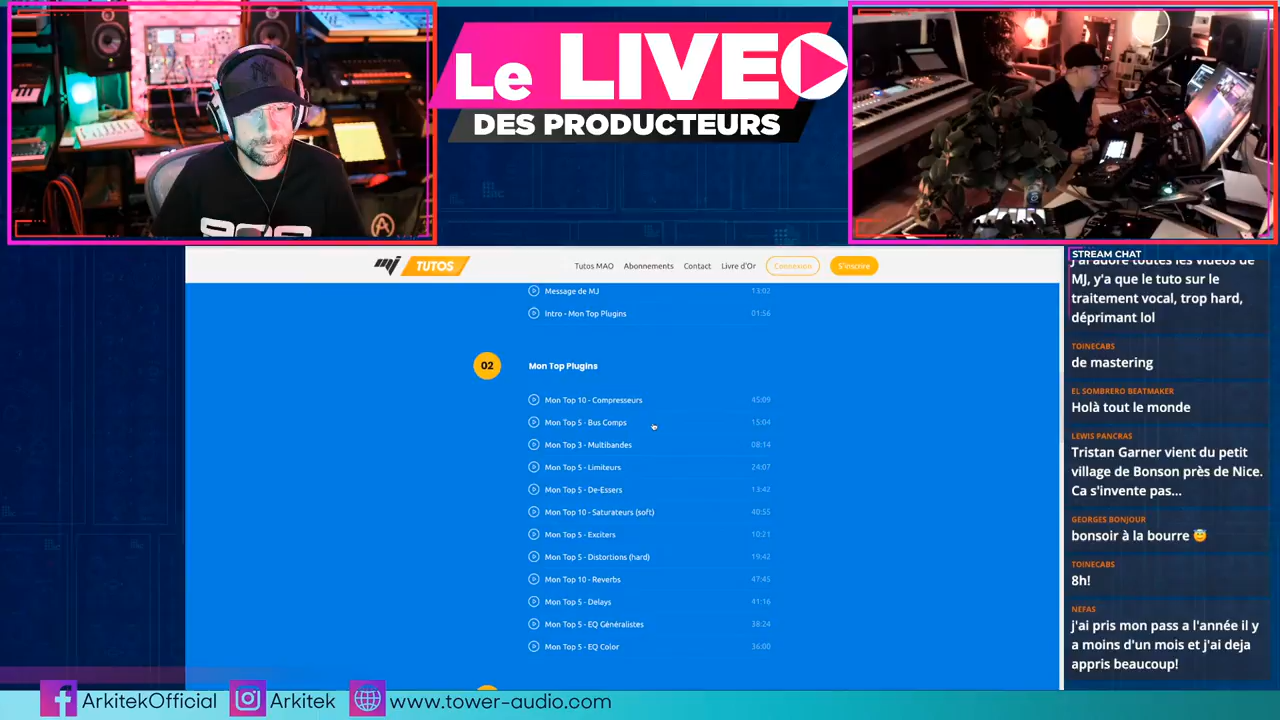 Le LIVE
DES PRODUCTEURS
MJ TUTOS
Tutos MAO
Abonnements
Contact
Livre d'Or
Connexion
S'inscrire
Message de MJ 13:02
Intro - Mon Top Plugins 01:56
02 Mon Top Plugins
Mon Top 10 - Compresseurs 45:09
Mon Top 5 - Bus Comps 15:04
Mon Top 3 - Multibandes 08:14
Mon Top 5 - Limiteurs 24:07
Mon Top 5 - De-Essers 13:42
Mon Top 10 - Saturateurs (soft) 40:55
Mon Top 5 - Exciters 10:21
Mon Top 5 - Distortions (hard) 19:42
Mon Top 10 - Reverbs 47:45
Mon Top 5 - Delays 41:16
Mon Top 5 - EQ Généralistes 38:24
Mon Top 5 - EQ Color 36:00
STREAM CHAT
j'adore toutes les vidéos de
MJ, y'a que le tuto sur le
traitement vocal, trop hard,
déprimant lol
TOINECABS
de mastering
EL SOMBRERO BEATMAKER
Holà tout le monde
LEWIS PANCRAS
Tristan Garner vient du petit
village de Bonson près de Nice.
Ca s'invente pas...
GEORGES BONJOUR
bonsoir à la bourre 😇
TOINECABS
8h!
NEFAS
j'ai pris mon pass a l'année il y
a moins d'un mois et j'ai deja
appris beaucoup!
ArkitekOfficial
Arkitek
www.tower-audio.com